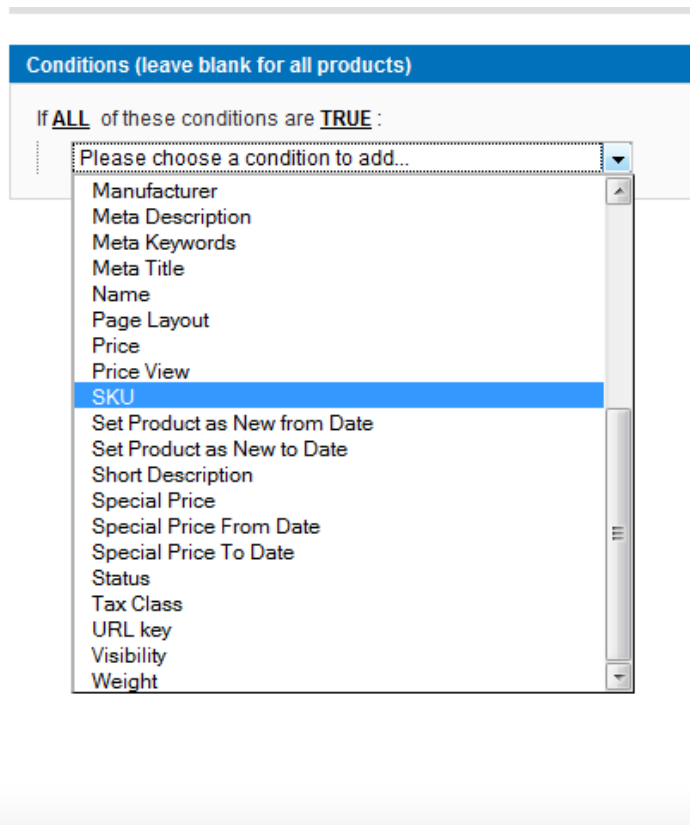 Conditions (leave blank for all products)
If ALL of these conditions are TRUE :
Please choose a condition to add...
Manufacturer
Meta Description
Meta Keywords
Meta Title
Name
Page Layout
Price
Price View
SKU
Set Product as New from Date
Set Product as New to Date
Short Description
Special Price
Special Price From Date
Special Price To Date
Status
Tax Class
URL key
Visibility
Weight